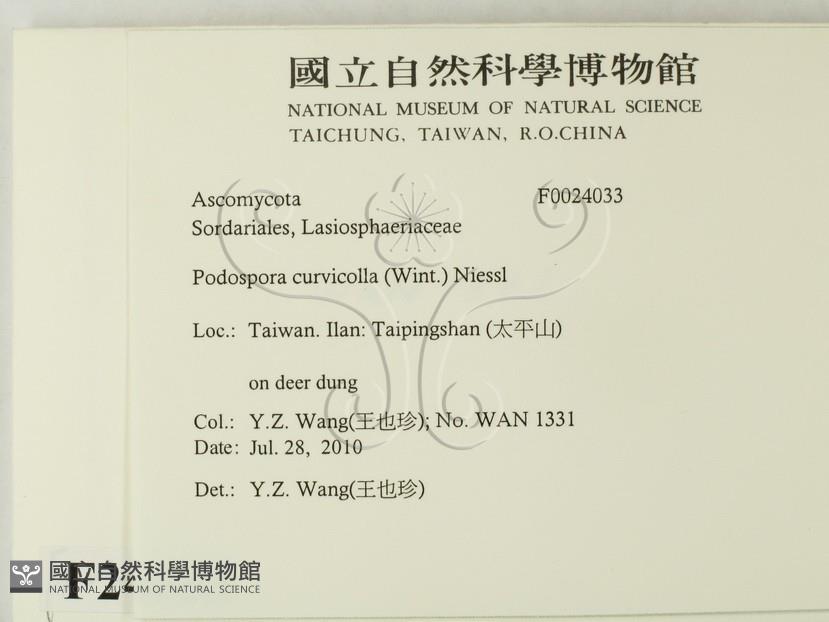 國立自然科學博物館
NATIONAL MUSEUM OF NATURAL SCIENCE
TAICHUNG, TAIWAN, R.O.CHINA
Ascomycota F0024033
Sordariales, Lasiosphaeriaceae
Podospora curvicolla (Wint.) Niessl
Loc.: Taiwan. Ilan: Taipingshan (太平山)
on deer dung
Col.: Y.Z. Wang(王也珍); No. WAN 1331
Date: Jul. 28, 2010
Det.: Y.Z. Wang(王也珍)
國立自然科學博物館
NATIONAL MUSEUM OF NATURAL SCIENCE